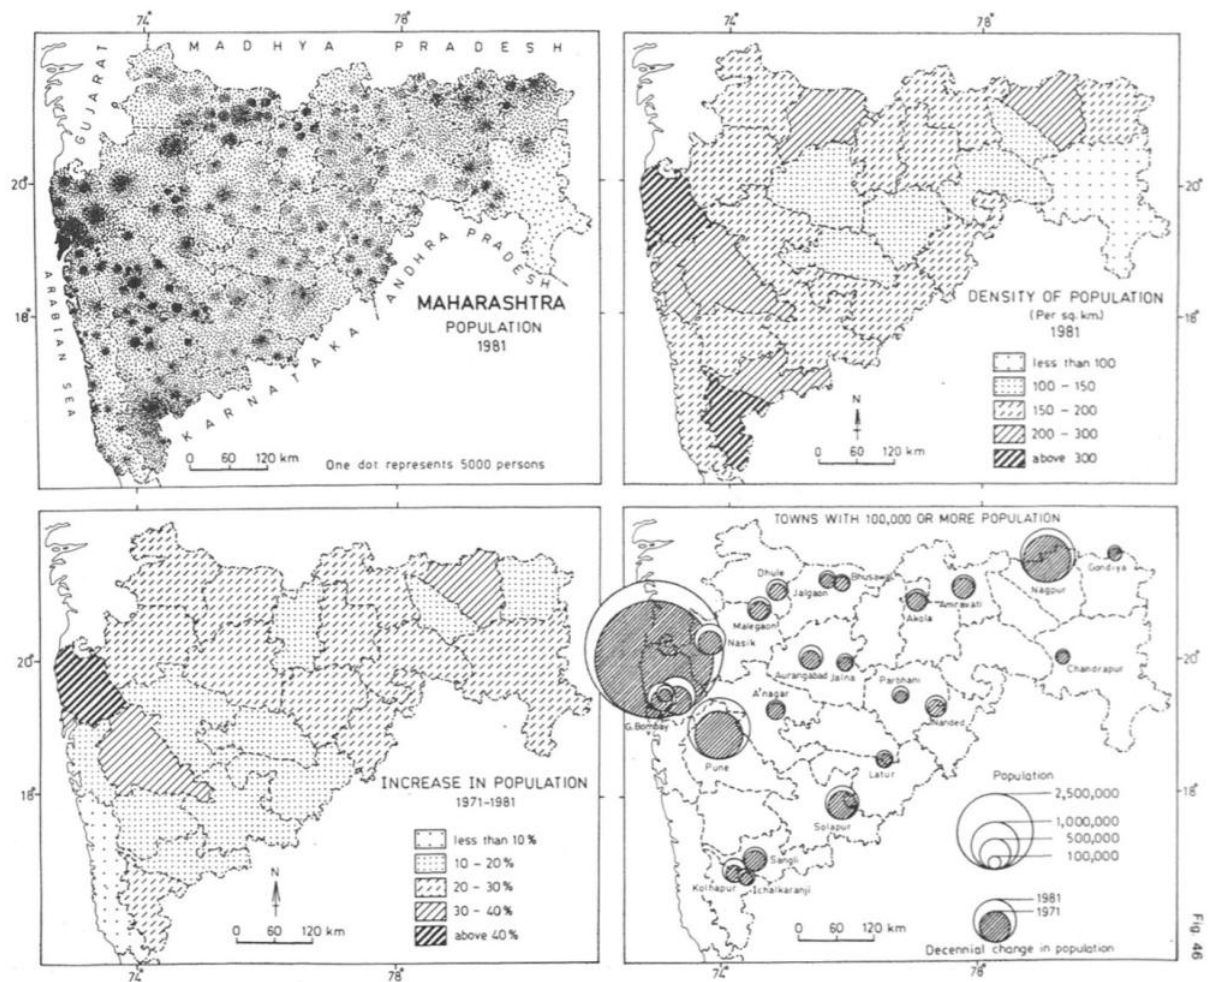 74°
78°
MADHYA PRADESH
GUJARAT
20°
18°
ARABIAN SEA
ANDHRA PRADESH
KARNATAKA
MAHARASHTRA
POPULATION
1981
0 60 120 km
One dot represents 5000 persons
74°
78°
20°
18°
DENSITY OF POPULATION
(Per sq. km)
1981
less than 100
100 - 150
150 - 200
200 - 300
above 300
N
0 60 120 km
20°
18°
INCREASE IN POPULATION
1971-1981
less than 10%
10 - 20%
20 - 30%
30 - 40%
above 40%
N
0 60 120 km
74°
78°
TOWNS WITH 100,000 OR MORE POPULATION
Dhule
Jalgaon
Bhusawal
Malegaon
Nasik
Akola
Amravati
Nagpur
Gondiya
Chandrapur
20°
Aurangabad
Jalna
A'nagar
Parbhani
Nanded
G.Bombay
Pune
Latur
Solapur
Sangli
Kolhapur
Ichalkaranji
18°
Population
2,500,000
1,000,000
500,000
100,000
1981
1971
Decennial change in population
0 60 120 km
74°
78°
Fig. 46